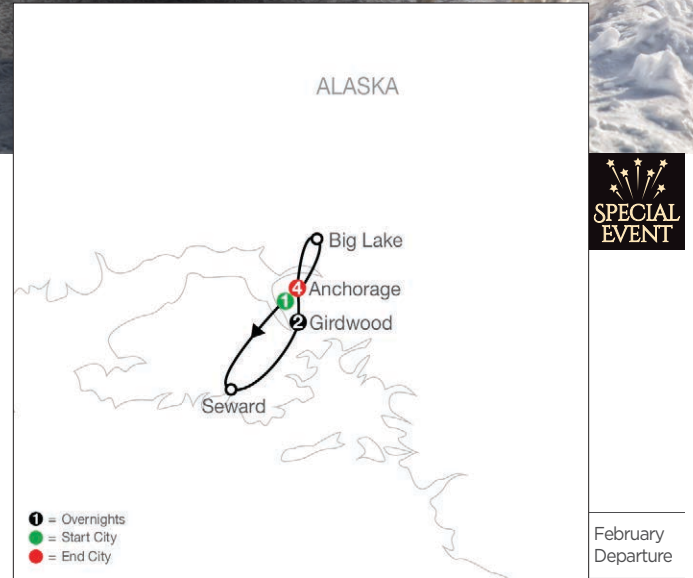 ALASKA
SPECIAL
EVENT
Big Lake
4 Anchorage
1
2 Girdwood
Seward
1 = Overnights
= Start City
= End City
February
Departure